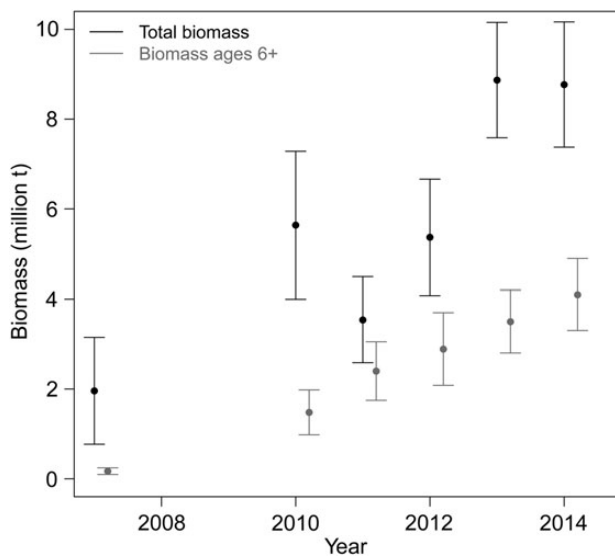 Total biomass
Biomass ages 6+
10
8
6
4
2
0
Biomass (million t)
2008
2010
2012
2014
Year